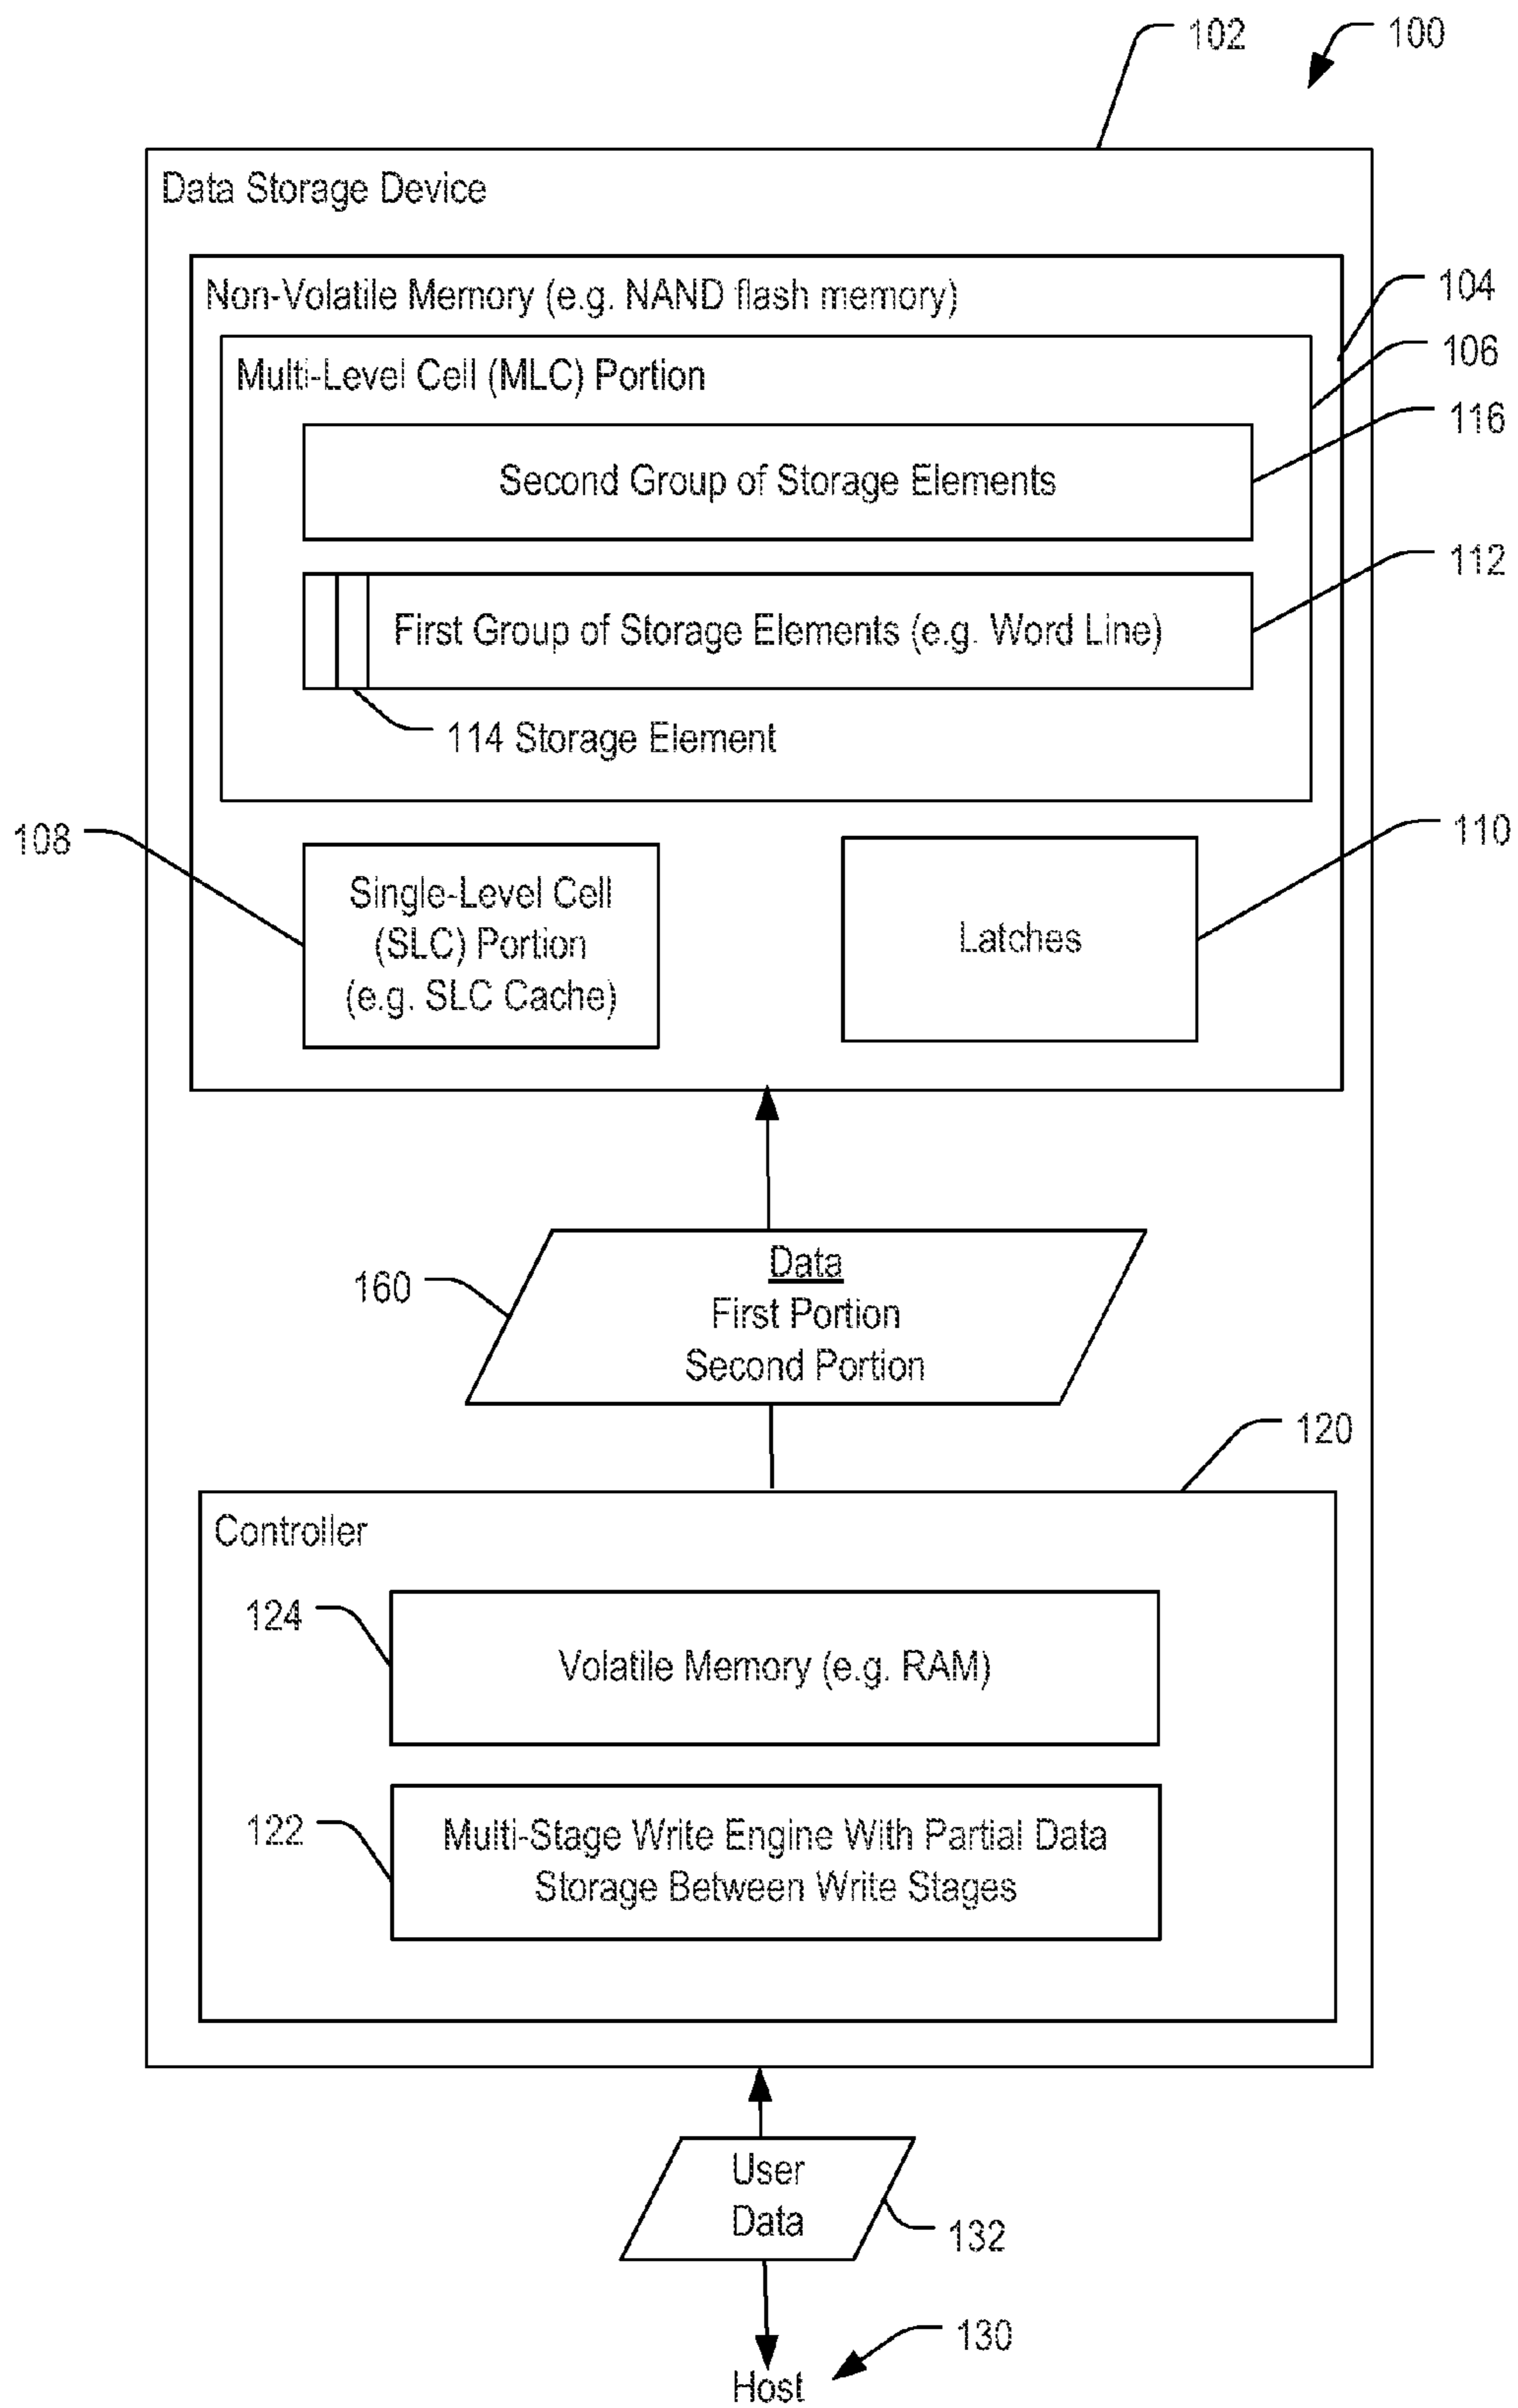 102
100
Data Storage Device
Non-Volatile Memory (e.g. NAND flash memory)
104
Multi-Level Cell (MLC) Portion
106
116
Second Group of Storage Elements
112
First Group of Storage Elements (e.g. Word Line)
114 Storage Element
108
110
Single-Level Cell
(SLC) Portion
(e.g. SLC Cache)
Latches
Data
160
First Portion
Second Portion
120
Controller
124
Volatile Memory (e.g. RAM)
122
Multi-Stage Write Engine With Partial Data
Storage Between Write Stages
User
Data
132
130
Host